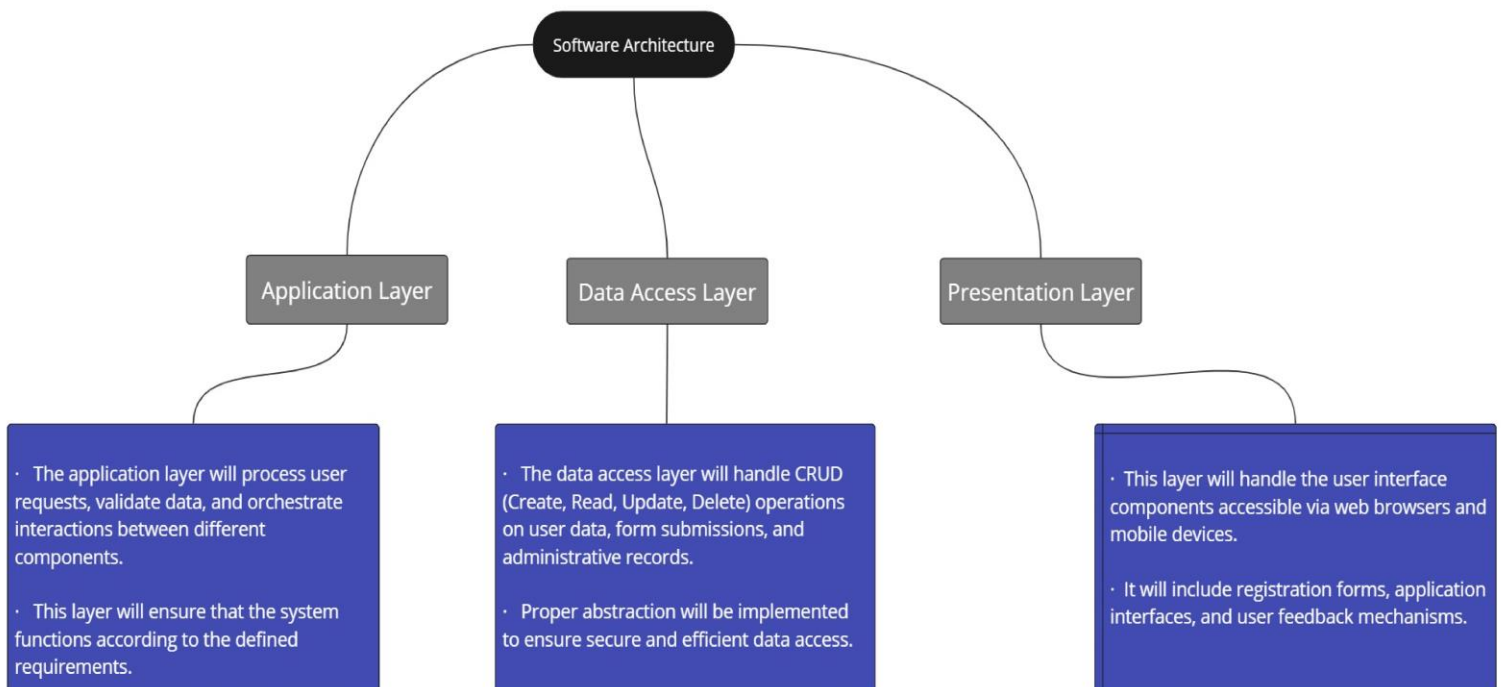 Software Architecture
Application Layer
Data Access Layer
Presentation Layer
· The application layer will process user
requests, validate data, and orchestrate
interactions between different
components.
· This layer will ensure that the system
functions according to the defined
requirements.
· The data access layer will handle CRUD
(Create, Read, Update, Delete) operations
on user data, form submissions, and
administrative records.
· Proper abstraction will be implemented
to ensure secure and efficient data access.
· This layer will handle the user interface
components accessible via web browsers and
mobile devices.
· It will include registration forms, application
interfaces, and user feedback mechanisms.